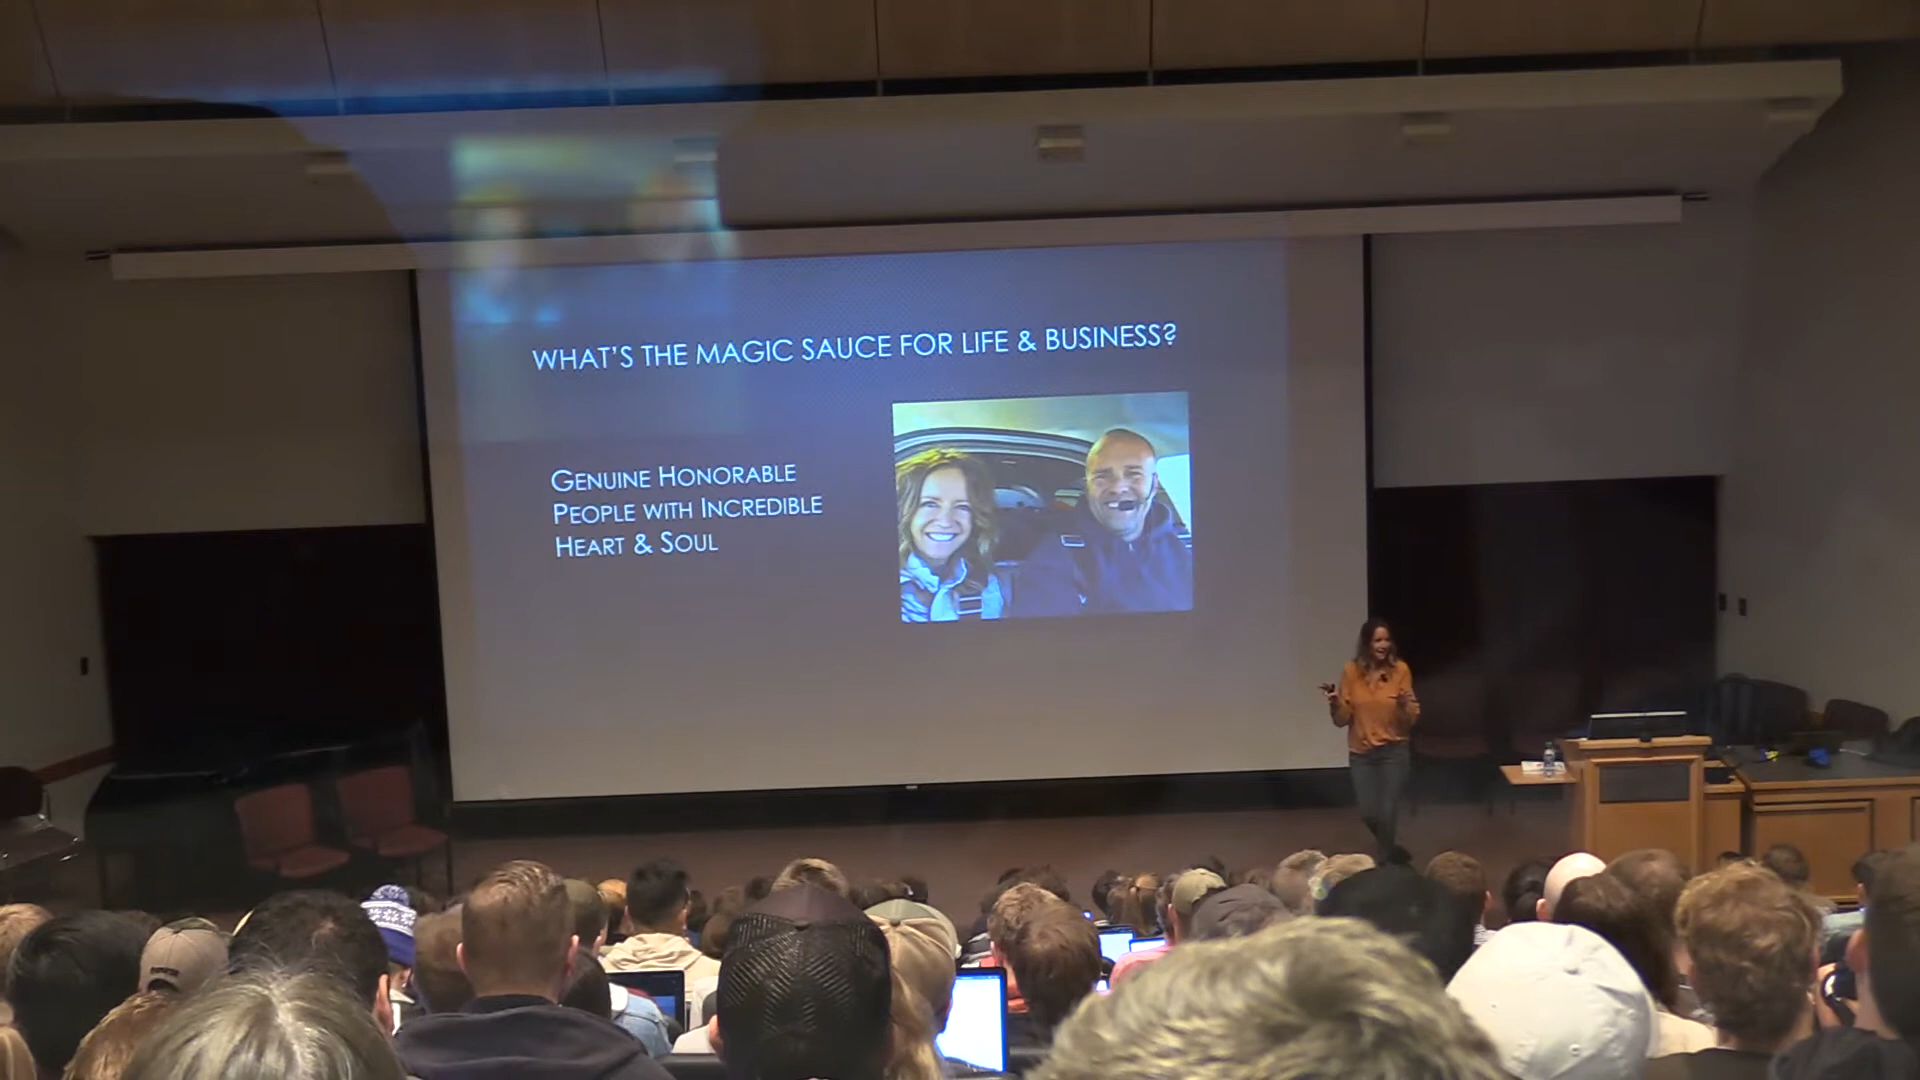 WHAT'S THE MAGIC SAUCE FOR LIFE & BUSINESS?
GENUINE HONORABLE
PEOPLE WITH INCREDIBLE
HEART & SOUL